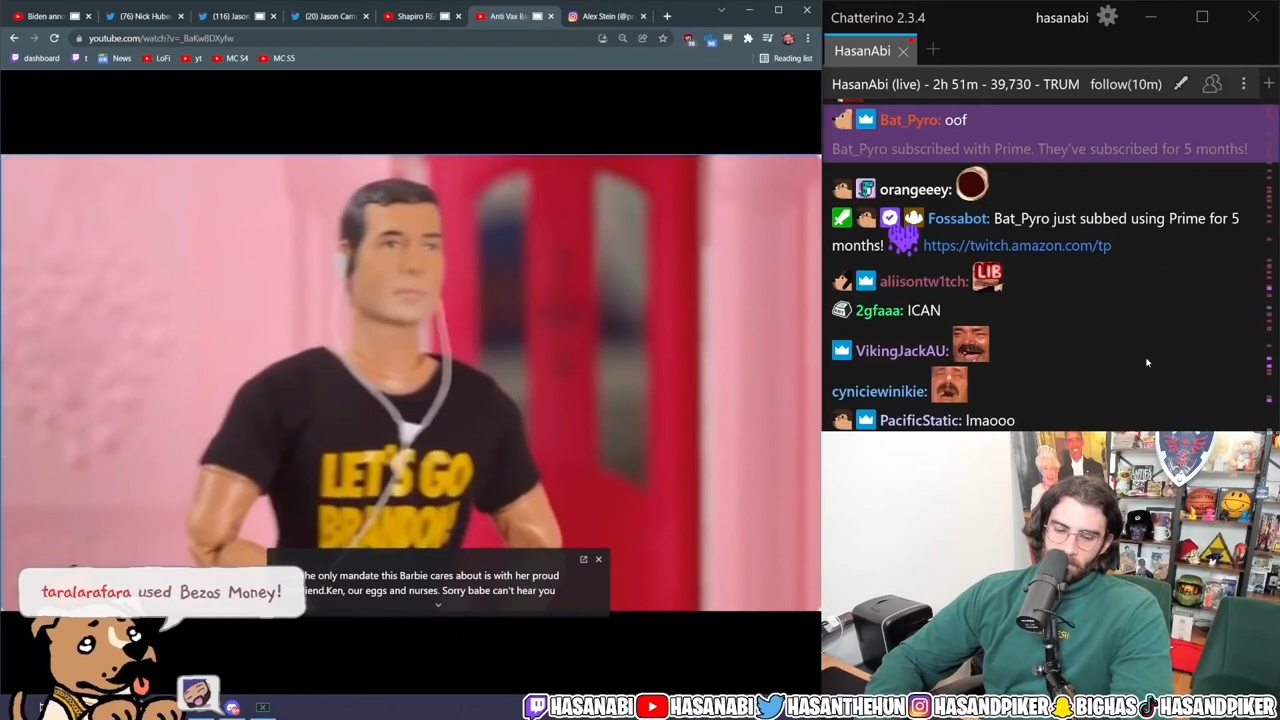 Biden anno
(76) Nick Hube
(116) Jason
(20) Jason Cam
Shapiro RE
Anti Vax Ba
Alex Stein (@p
youtube.com/watch?v=_BaKw8DXyfw
dashboard
t
News
LoFi
yt
MC S4
MC S5
Reading list
LET'S GO
he only mandate this Barbie cares about is with her proud
iend.Ken, our eggs and nurses. Sorry babe can't hear you
taralarafara used Bezos Money!
Chatterino 2.3.4
hasanabi
HasanAbi
HasanAbi (live) - 2h 51m - 39,730 - TRUM
follow(10m)
Bat_Pyro: oof
Bat_Pyro subscribed with Prime. They've subscribed for 5 months!
orangeeey:
Fossabot: Bat_Pyro just subbed using Prime for 5
months! https://twitch.amazon.com/tp
aliisontw1tch: LIB
2gfaaa: ICAN
VikingJackAU:
cyniciewinikie:
PacificStatic: lmaooo
HASANABI HASANABI HASANTHEHUN HASANDPIKER BIGHAS HASANDPIKER